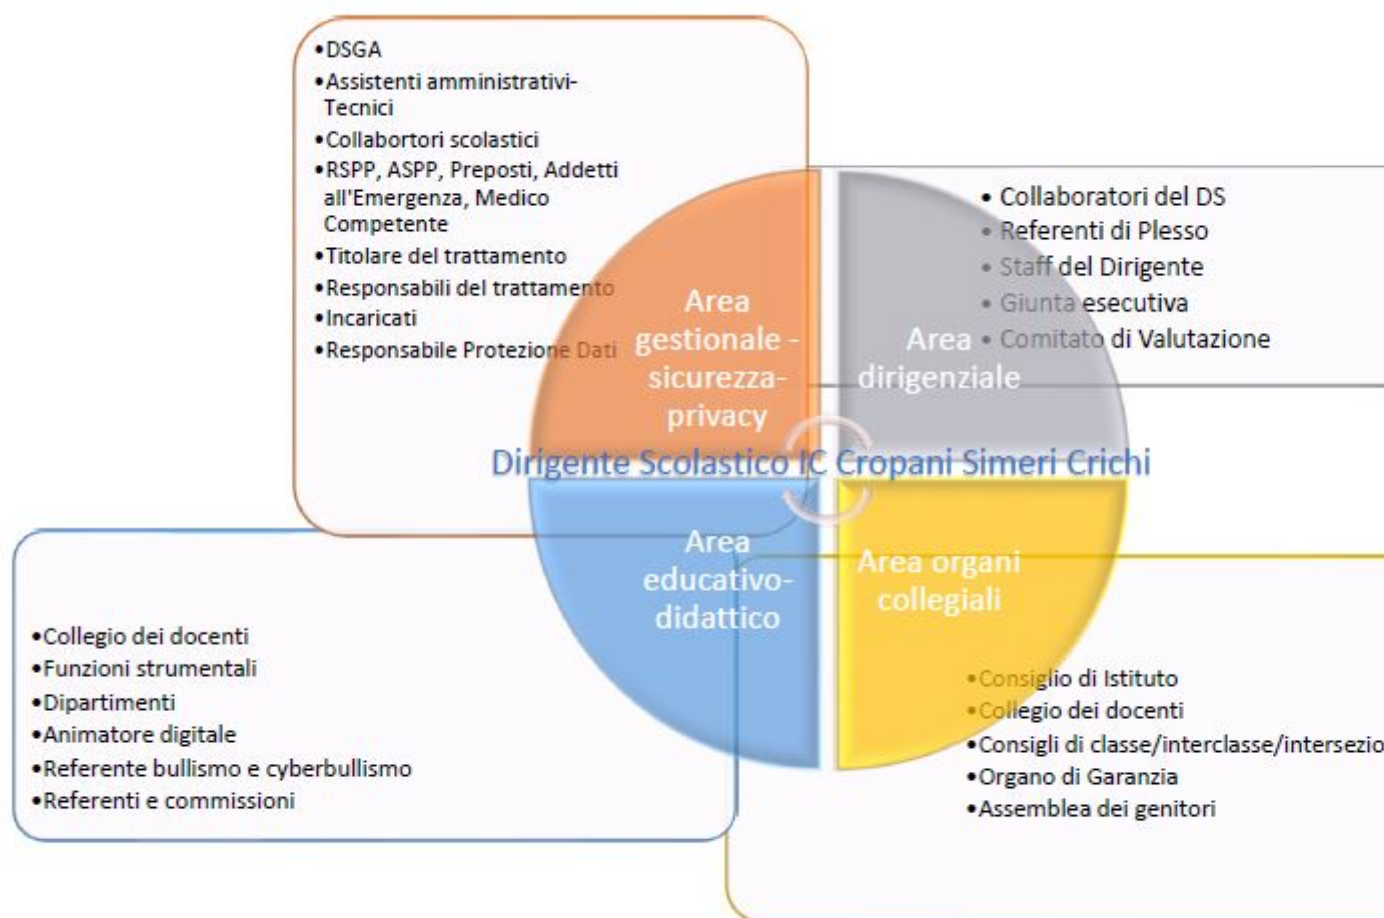 •DSGA
•Assistenti amministrativi-
Tecnici
•Collabortori scolastici
•RSPP, ASPP, Preposti, Addetti
all'Emergenza, Medico
Competente
•Titolare del trattamento
•Responsabili del trattamento
•Incaricati
•Responsabile Protezione Dati
• Collaboratori del DS
• Referenti di Plesso
• Staff del Dirigente
• Giunta esecutiva
• Comitato di Valutazione
Area
gestionale -
sicurezza-
privacy
Area
dirigenziale
Dirigente Scolastico IC Cropani Simeri Crichi
Area
educativo-
didattico
Area organi
collegiali
•Collegio dei docenti
•Funzioni strumentali
•Dipartimenti
•Animatore digitale
•Referente bullismo e cyberbullismo
•Referenti e commissioni
•Consiglio di Istituto
•Collegio dei docenti
•Consigli di classe/interclasse/intersezio
•Organo di Garanzia
•Assemblea dei genitori